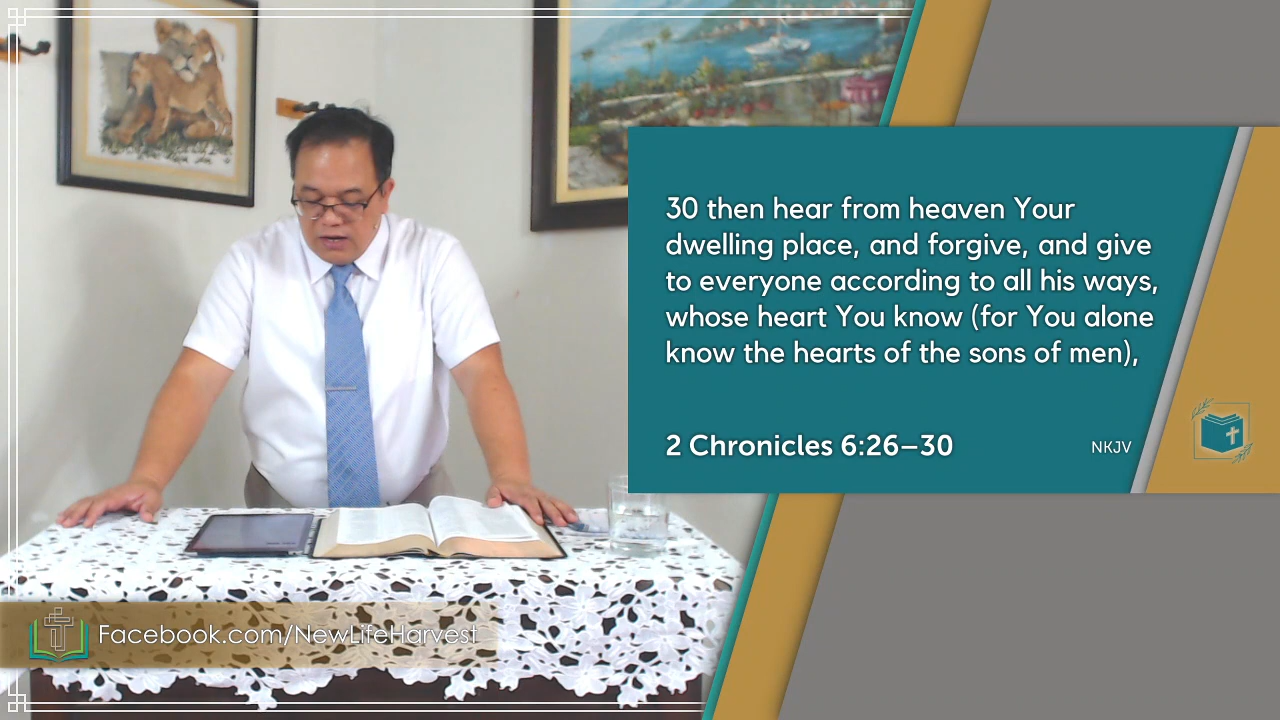 30 then hear from heaven Your
dwelling place, and forgive, and give
to everyone according to all his ways,
whose heart You know (for You alone
know the hearts of the sons of men),
2 Chronicles 6:26–30
NKJV
Facebook.com/NewLifeHarvest